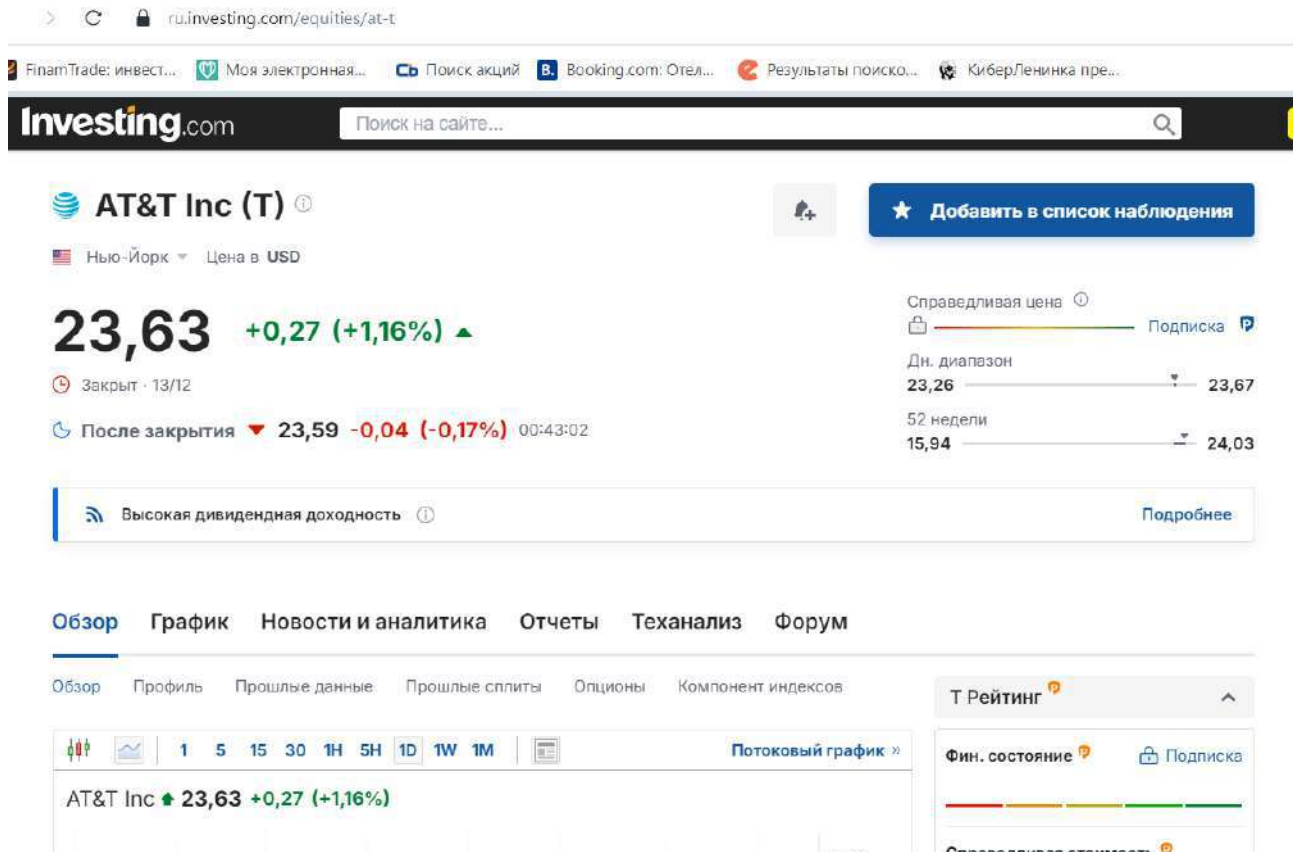 ru.investing.com/equities/at-t
FinamTrade: инвест... Моя электронная... Сb Поиск акций B. Booking.com: Отел... Результаты поиско... КиберЛенинка пре...
Investing.com Поиск на сайте...
AT&T Inc (T)
Добавить в список наблюдения
Нью-Йорк Цена в USD
23,63 +0,27 (+1,16%)
Справедливая цена
Подписка
Закрыт · 13/12
Дн. диапазон
23,26 23,67
После закрытия 23,59 -0,04 (-0,17%) 00:43:02
52 недели
15,94 24,03
Высокая дивидендная доходность Подробнее
Обзор График Новости и аналитика Отчеты Теханализ Форум
Обзор Профиль Прошлые данные Прошлые сплиты Опционы Компонент индексов
T Рейтинг
1 5 15 30 1H 5H 1D 1W 1M Потоковый график »
Фин. состояние Подписка
AT&T Inc 23,63 +0,27 (+1,16%)
Справедливая стоимость